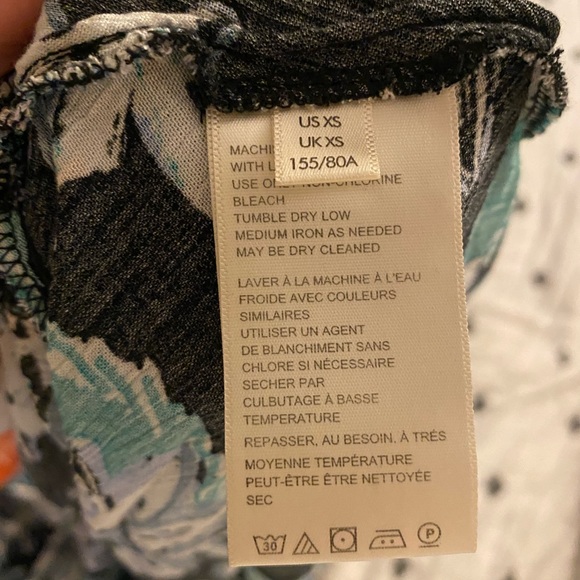 US XS
UK XS
155/80A
MACHI
WITH L
USE ONLY NON-CHLORINE
BLEACH
TUMBLE DRY LOW
MEDIUM IRON AS NEEDED
MAY BE DRY CLEANED
LAVER À LA MACHINE À L'EAU
FROIDE AVEC COULEURS
SIMILAIRES
UTILISER UN AGENT
DE BLANCHIMENT SANS
CHLORE SI NÉCESSAIRE
SECHER PAR
CULBUTAGE À BASSE
TEMPERATURE
REPASSER, AU BESOIN. À TRÉS
MOYENNE TEMPÉRATURE
PEUT-ÊTRE ÊTRE NETTOYÉE
SEC
30 P